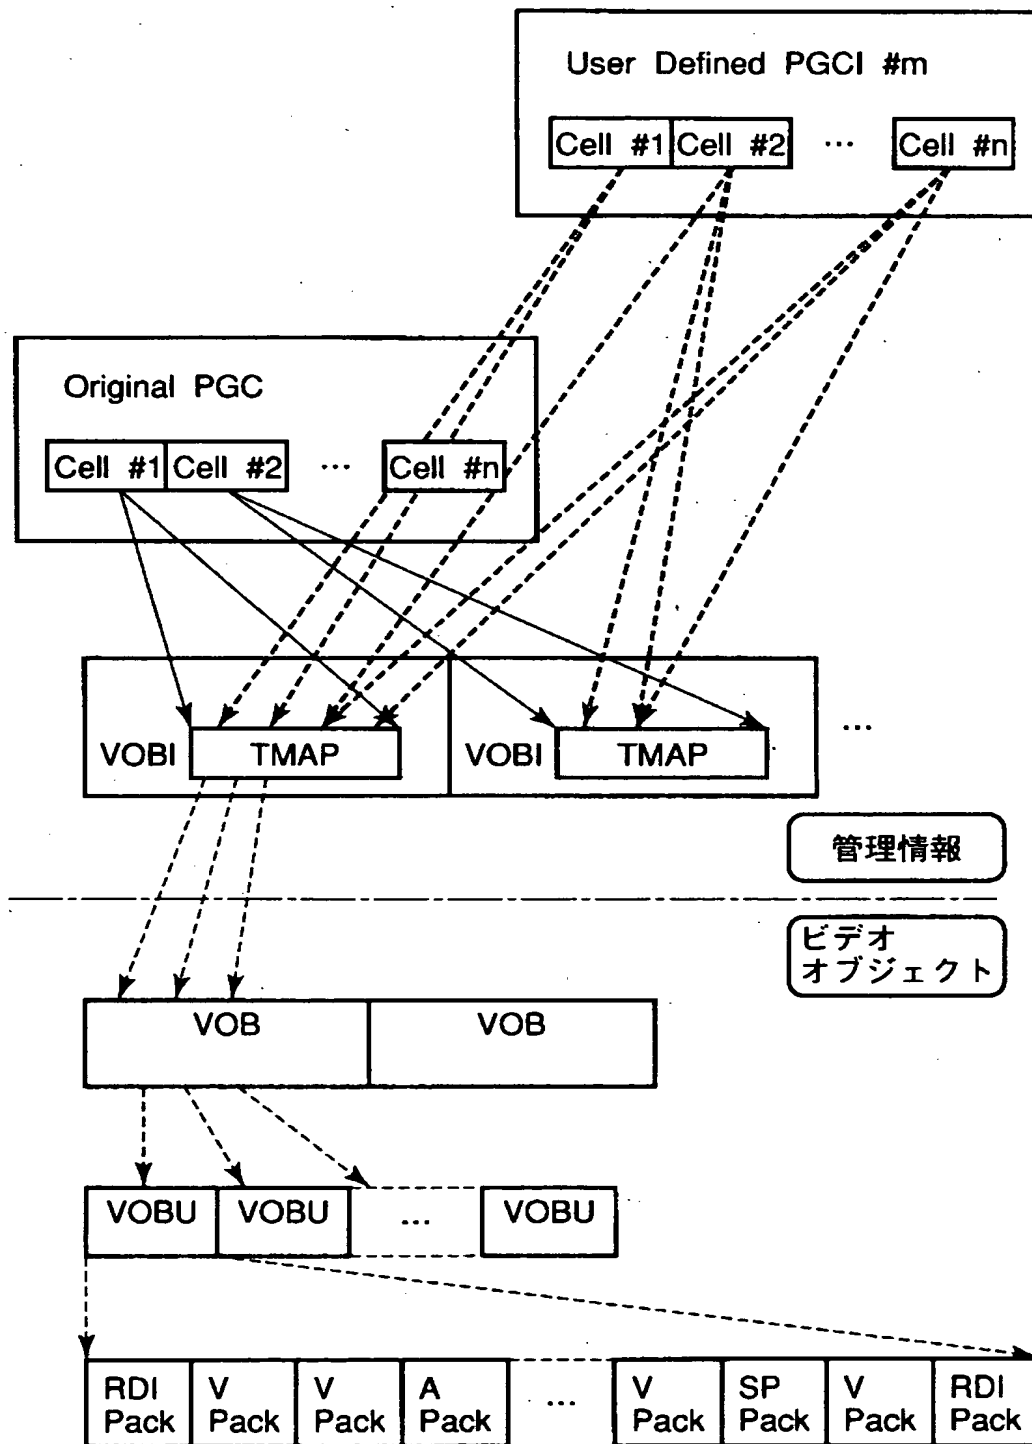 User Defined PGCI #m
Cell #1 Cell #2 ... Cell #n
Original PGC
Cell #1 Cell #2 ... Cell #n
VOBI TMAP VOBI TMAP ...
管理情報
ビデオ
オブジェクト
VOB VOB
VOBU VOBU ... VOBU
RDI V V A ... V SP V RDI
Pack Pack Pack Pack Pack Pack Pack Pack